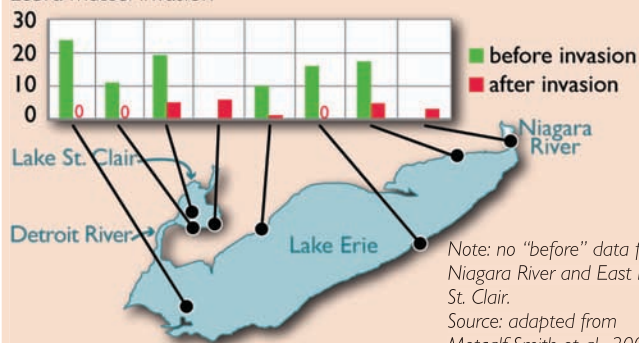 30
20
10
0
0
0
0
before invasion
after invasion
Niagara
River
Lake St. Clair
Detroit River
Lake Erie
Note: no "before" data f
Niagara River and East
St. Clair.
Source: adapted from